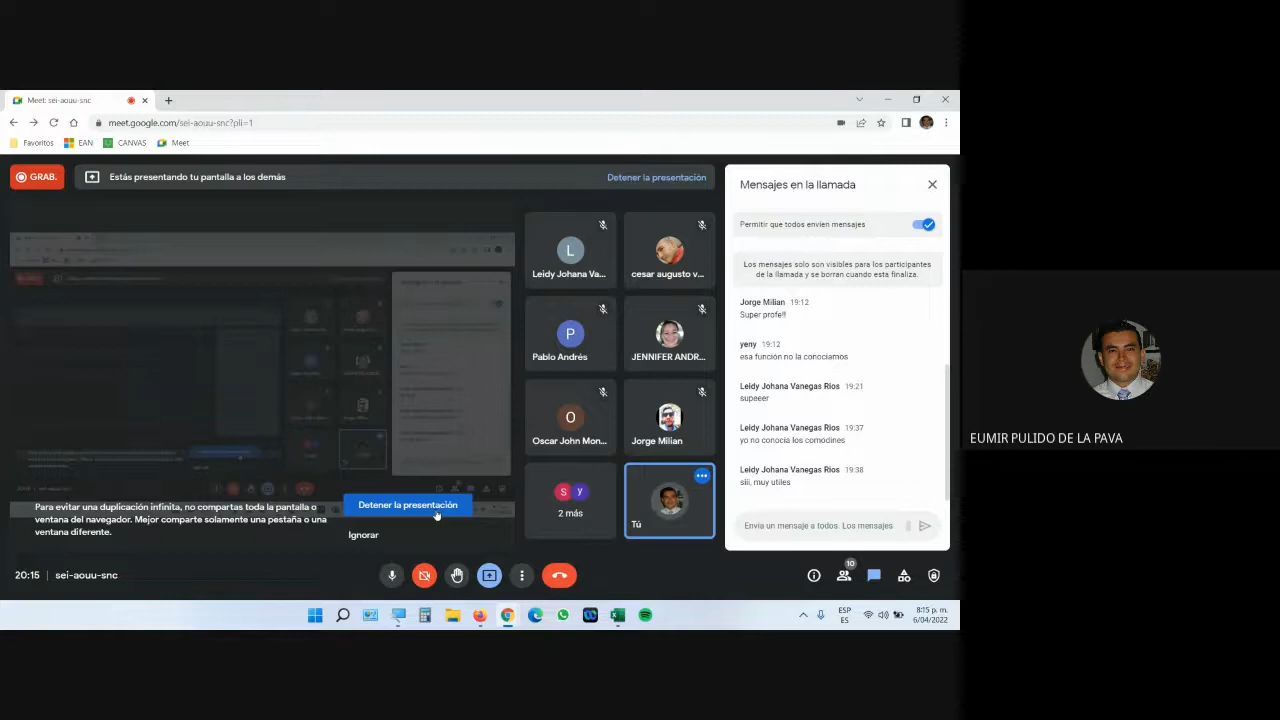 Meet: sei-aouu-snc
meet.google.com/sei-aouu-snc?pli=1
Favoritos EAN CANVAS Meet
GRAB.
Estás presentando tu pantalla a los demás
Detener la presentación
Para evitar una duplicación infinita, no compartas toda la pantalla o
ventana del navegador. Mejor comparte solamente una pestaña o una
ventana diferente.
Detener la presentación
Ignorar
L
Leidy Johana Va...
cesar augusto v...
P
Pablo Andrés
JENNIFER ANDR...
O
Oscar John Mon...
Jorge Milian
S y
2 más
Tú
Mensajes en la llamada
Permitir que todos envíen mensajes
Los mensajes solo son visibles para los participantes
de la llamada y se borran cuando esta finaliza.
Jorge Milian 19:12
Super profe!!
yeny 19:12
esa función no la conociamos
Leidy Johana Vanegas Rios 19:21
supeeer
Leidy Johana Vanegas Rios 19:37
yo no conocia los comodines
Leidy Johana Vanegas Rios 19:38
siii, muy utiles
Envía un mensaje a todos. Los mensajes
20:15 | sei-aouu-snc
10
ESP
ES
8:15 p. m.
6/04/2022
EUMIR PULIDO DE LA PAVA